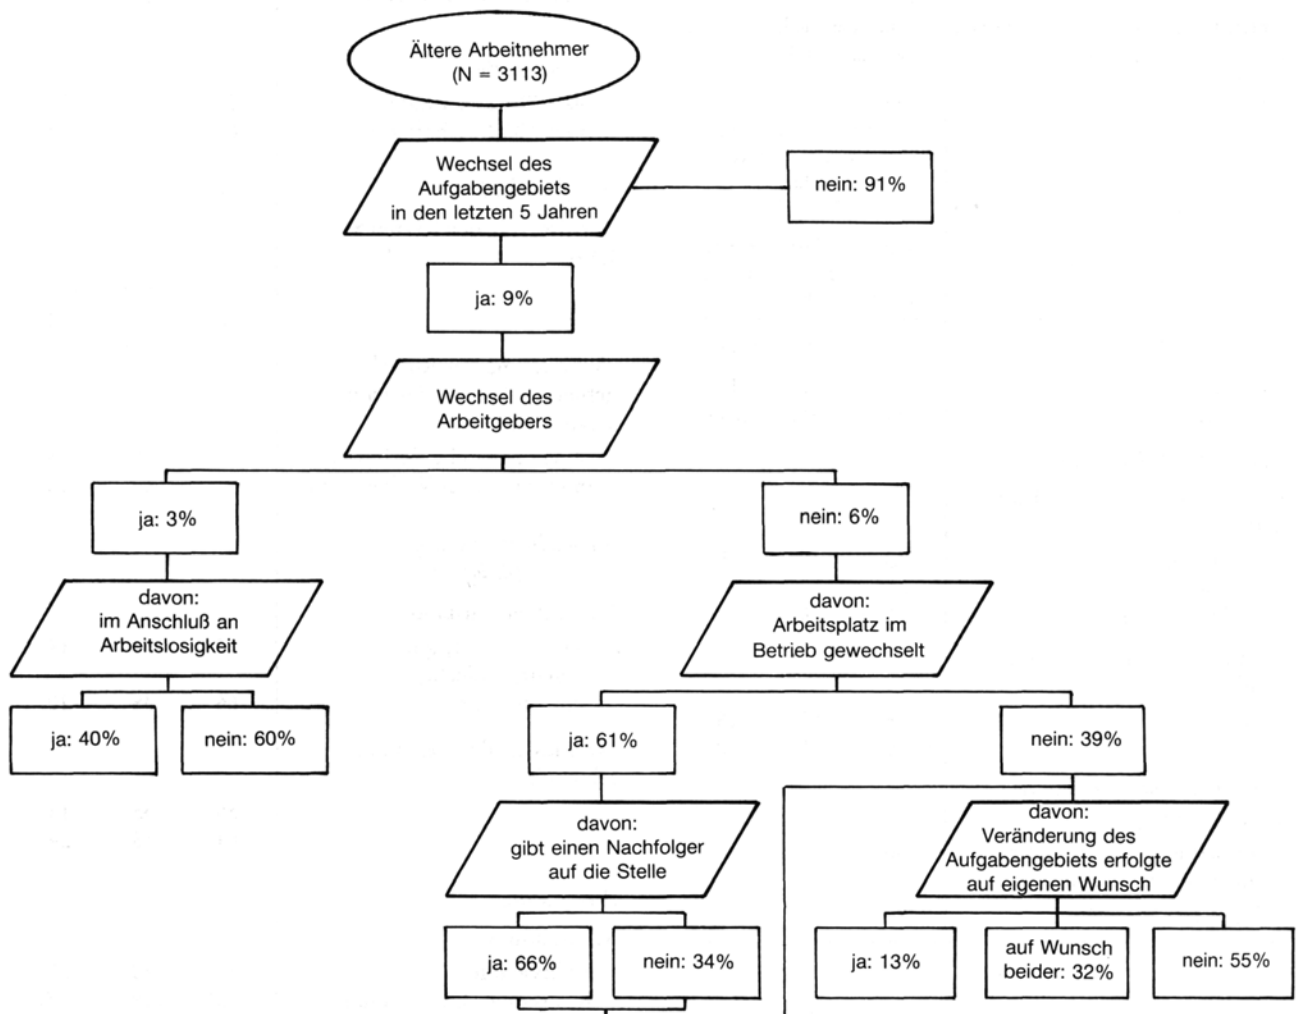 Ältere Arbeitnehmer
(N = 3113)
Wechsel des
Aufgabengebiets
in den letzten 5 Jahren
nein: 91%
ja: 9%
Wechsel des
Arbeitgebers
ja: 3%
nein: 6%
davon:
im Anschluß an
Arbeitslosigkeit
davon:
Arbeitsplatz im
Betrieb gewechselt
ja: 40%
nein: 60%
ja: 61%
nein: 39%
davon:
gibt einen Nachfolger
auf die Stelle
davon:
Veränderung des
Aufgabengebiets erfolgte
auf eigenen Wunsch
ja: 66%
nein: 34%
ja: 13%
auf Wunsch
beider: 32%
nein: 55%